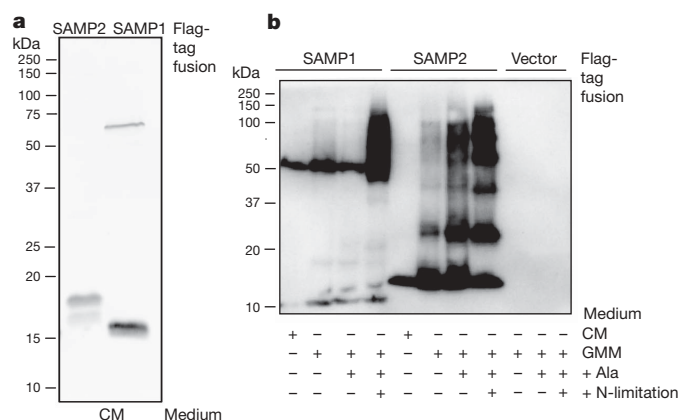 a
SAMP2 SAMP1 Flag-tag fusion
kDa
250
150
100
75
50
37
25
20
15
10
CM Medium
b
SAMP1 SAMP2 Vector Flag-tag fusion
kDa
250
150
100
50
37
20
10
Medium
+ – – – + – – – – – – CM
– + + + – + + + + + + GMM
– – + + – – + + – + + + Ala
– – – + – – – + – – + + N-limitation